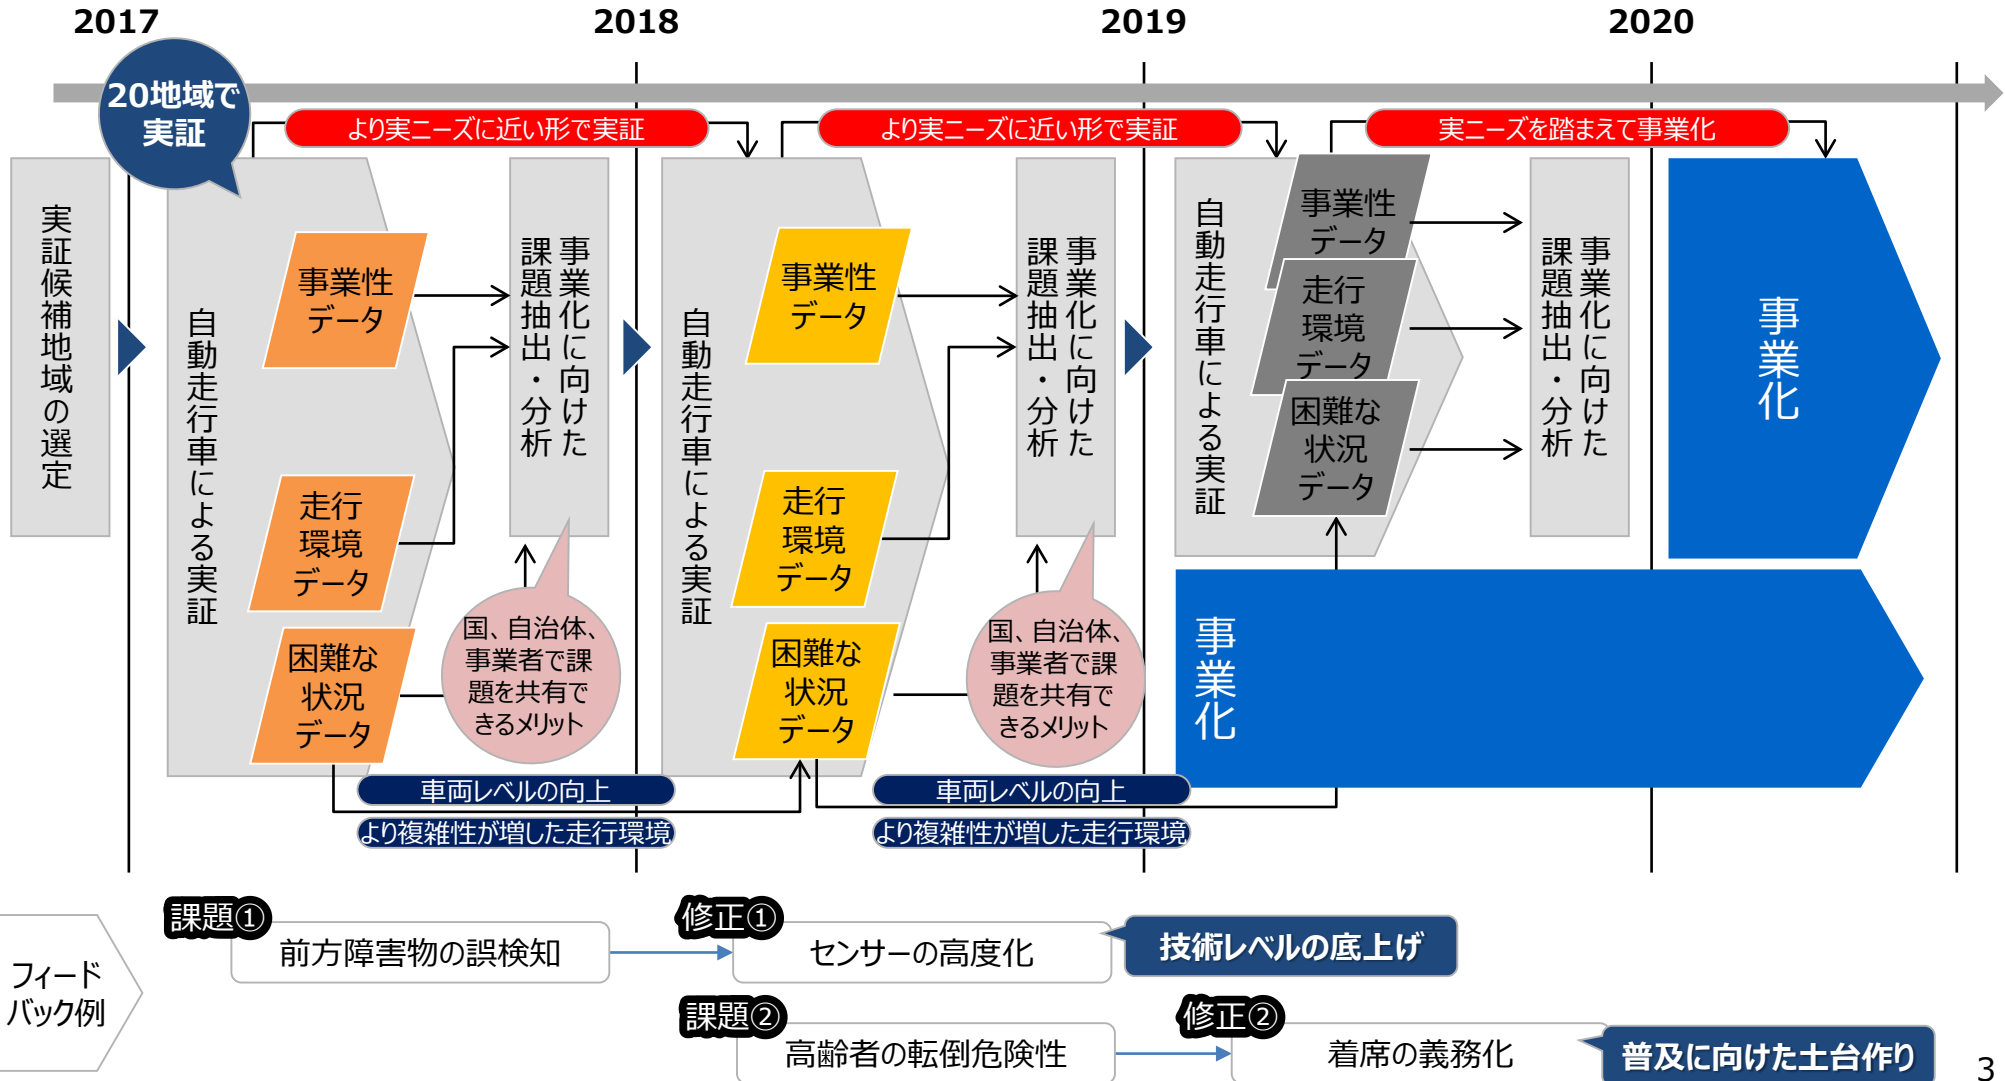 2017
2018
2019
2020
20地域で
実証
より実ニーズに近い形で実証
より実ニーズに近い形で実証
実ニーズを踏まえて事業化
実証候補地域の選定
自動走行車による実証
事業性
データ
走行
環境
データ
困難な
状況
データ
事業化に向けた
課題抽出・分析
国、自治体、
事業者で課
題を共有で
きるメリット
自動走行車による実証
事業性
データ
走行
環境
データ
困難な
状況
データ
事業化に向けた
課題抽出・分析
国、自治体、
事業者で課
題を共有で
きるメリット
自動走行車による実証
事業性
データ
走行
環境
データ
困難な
状況
データ
事業化に向けた
課題抽出・分析
事業化
事業化
車両レベルの向上
より複雑性が増した走行環境
車両レベルの向上
より複雑性が増した走行環境
フィード
バック例
課題①
前方障害物の誤検知
修正①
センサーの高度化
技術レベルの底上げ
課題②
高齢者の転倒危険性
修正②
着席の義務化
普及に向けた土台作り
3